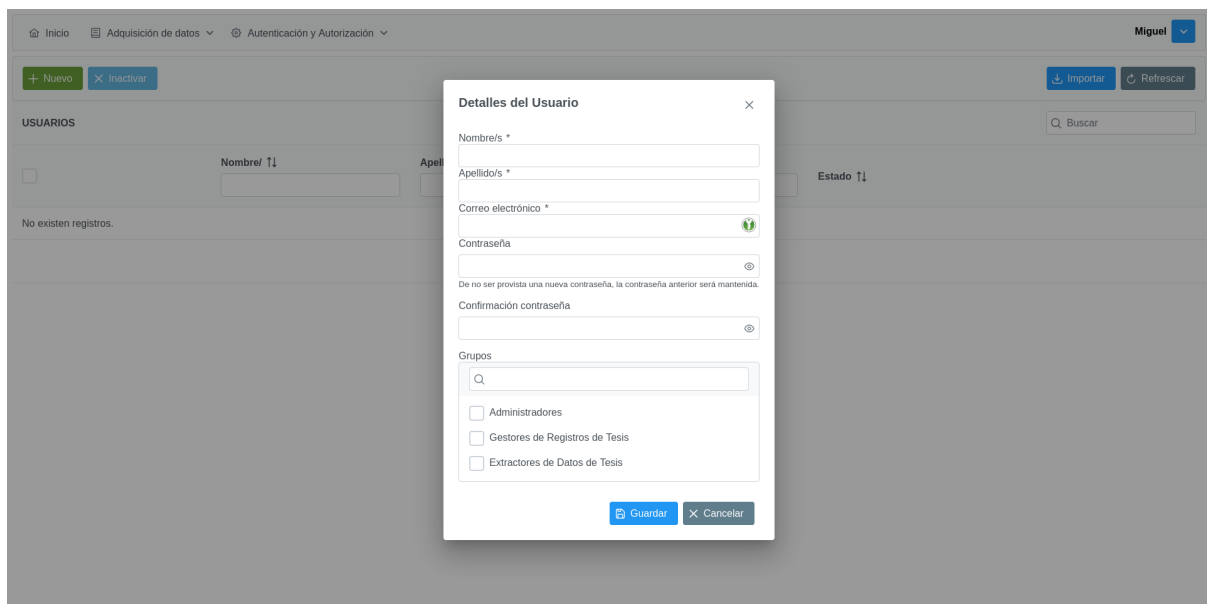 Inicio Adquisición de datos Autenticación y Autorización Miguel
Nuevo Inactivar Importar Refrescar
USUARIOS Buscar
Nombre/ Estado
No existen registros.
Detalles del Usuario
Nombre/s *
Apellido/s *
Correo electrónico *
Contraseña
De no ser provista una nueva contraseña, la contraseña anterior será mantenida.
Confirmación contraseña
Grupos
Administradores
Gestores de Registros de Tesis
Extractores de Datos de Tesis
Guardar Cancelar